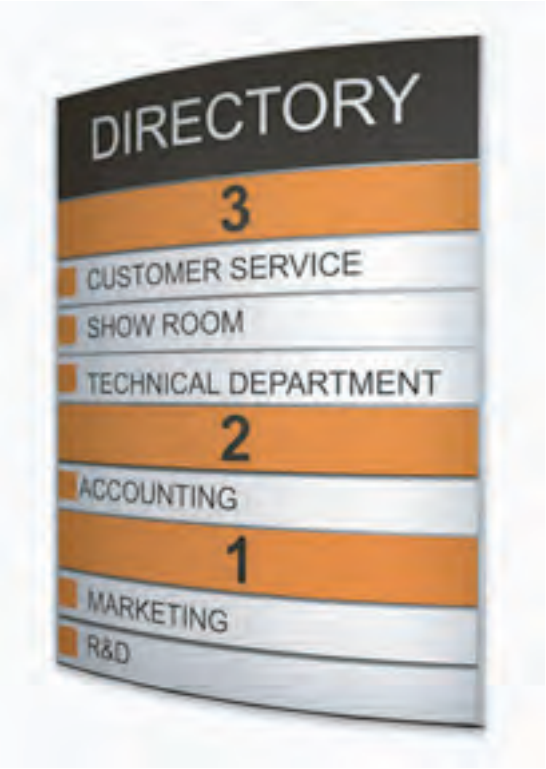 DIRECTORY
3
CUSTOMER SERVICE
SHOW ROOM
TECHNICAL DEPARTMENT
2
ACCOUNTING
1
MARKETING
R&D